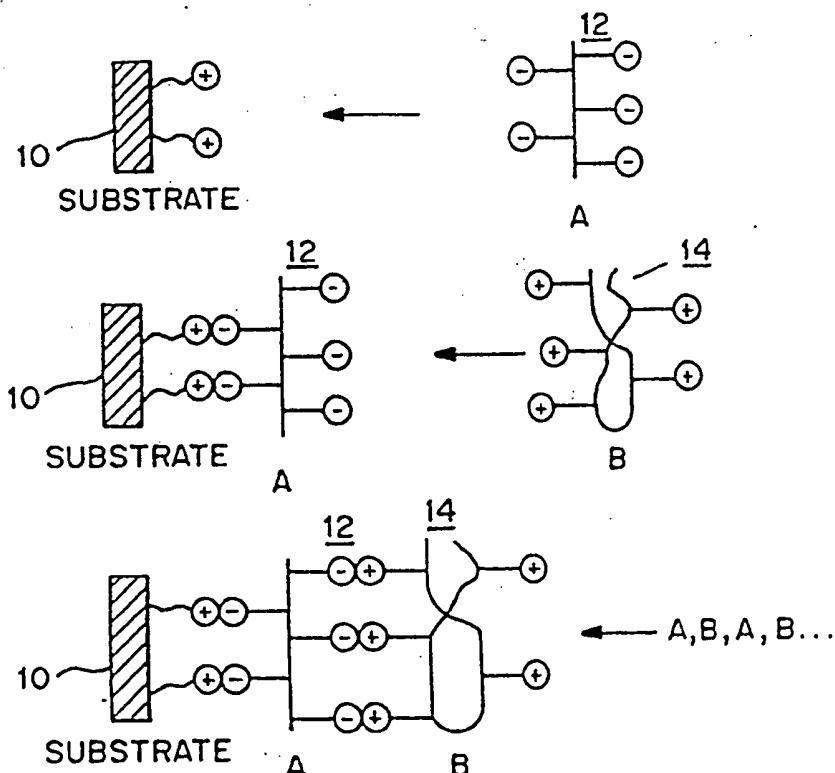 12
10
SUBSTRATE
A
12
14
10
SUBSTRATE
A
B
12
14
A, B, A, B...
10
SUBSTRATE
A
B